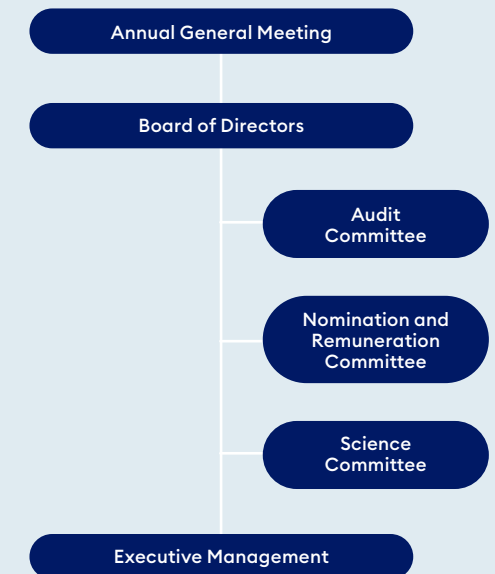 Annual General Meeting
Board of Directors
Audit
Committee
Nomination and
Remuneration
Committee
Science
Committee
Executive Management